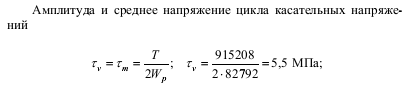 Амплитуда и среднее напряжение цикла касательных напряже-
ний
τᵥ = τₘ = T / 2Wₚ; τᵥ = 915208 / 2·82792 = 5,5 МПа;